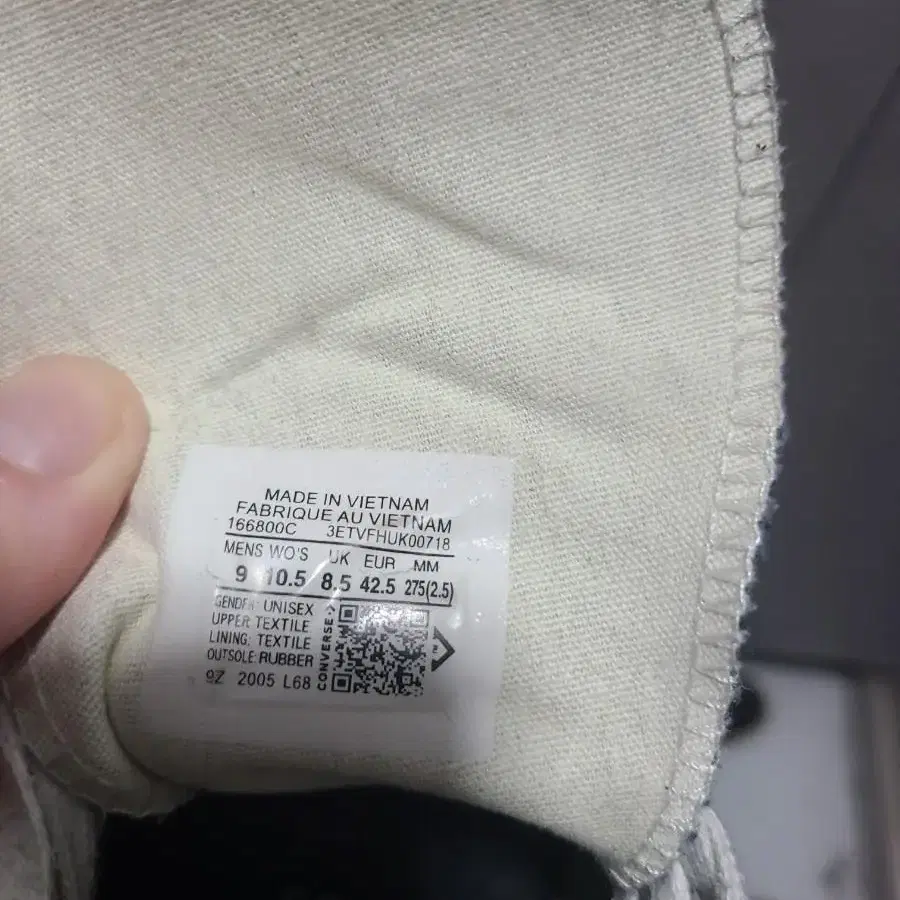 MADE IN VIETNAM
FABRIQUE AU VIETNAM
166800C 3ETVFHUK00718
MENS WO'S UK EUR MM
9 10.5 8.5 42.5 275(2.5)
GENDER: UNISEX
UPPER TEXTILE
LINING: TEXTILE
OUTSOLE: RUBBER
9Z 2005 L68
CONVERSE
Z